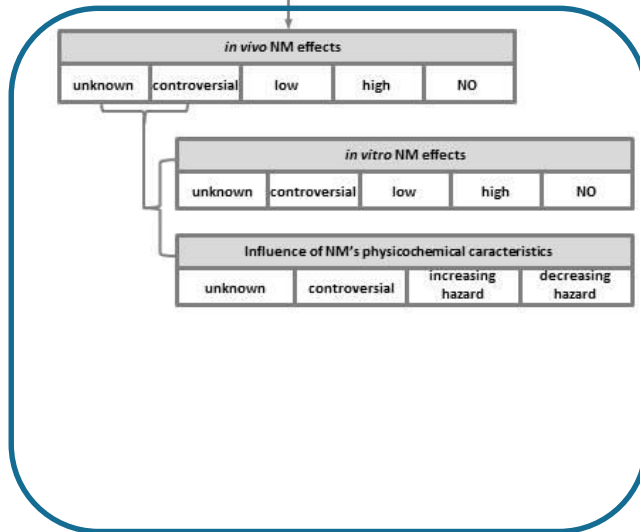 in vivo NM effects
unknown controversial low high NO
in vitro NM effects
unknown controversial low high NO
Influence of NM's physicochemical caracteristics
unknown controversial increasing hazard decreasing hazard